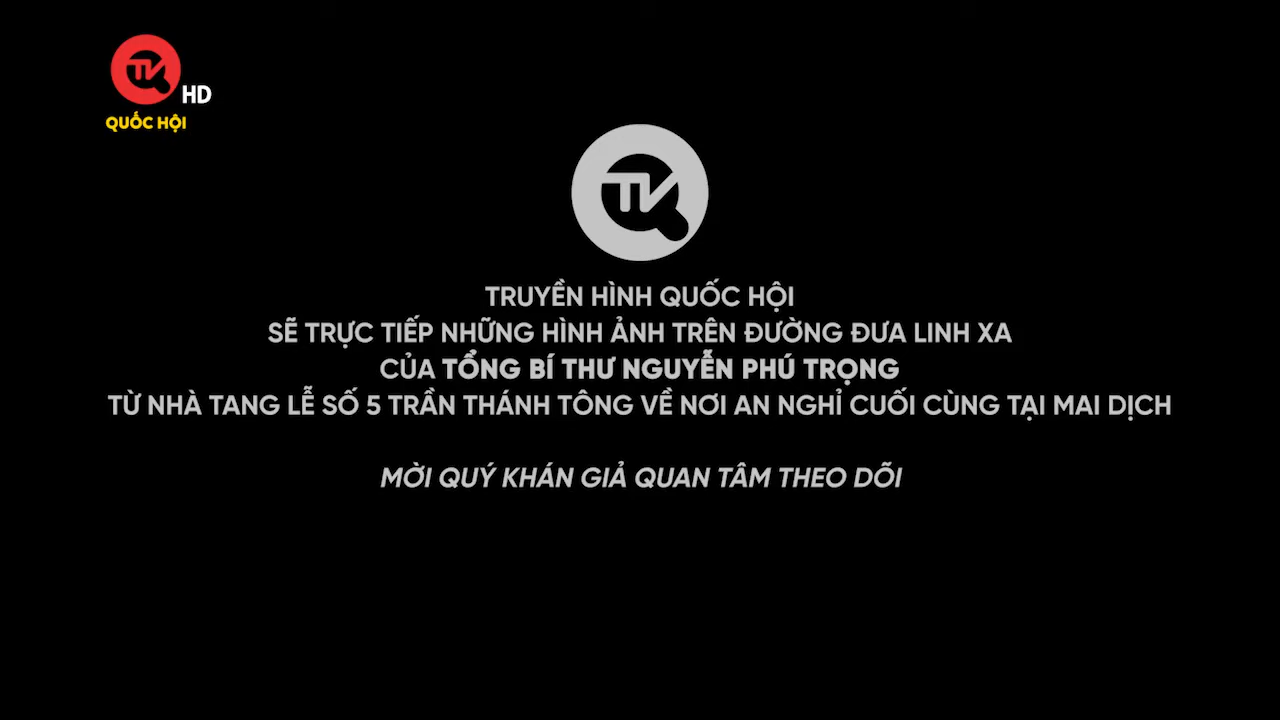 TV
HD
QUỐC HỘI
TV
TRUYỀN HÌNH QUỐC HỘI
SẼ TRỰC TIẾP NHỮNG HÌNH ẢNH TRÊN ĐƯỜNG ĐƯA LINH XA
CỦA TỔNG BÍ THƯ NGUYỄN PHÚ TRỌNG
TỪ NHÀ TANG LỄ SỐ 5 TRẦN THÁNH TÔNG VỀ NƠI AN NGHỈ CUỐI CÙNG TẠI MAI DỊCH
MỜI QUÝ KHÁN GIẢ QUAN TÂM THEO DÕI